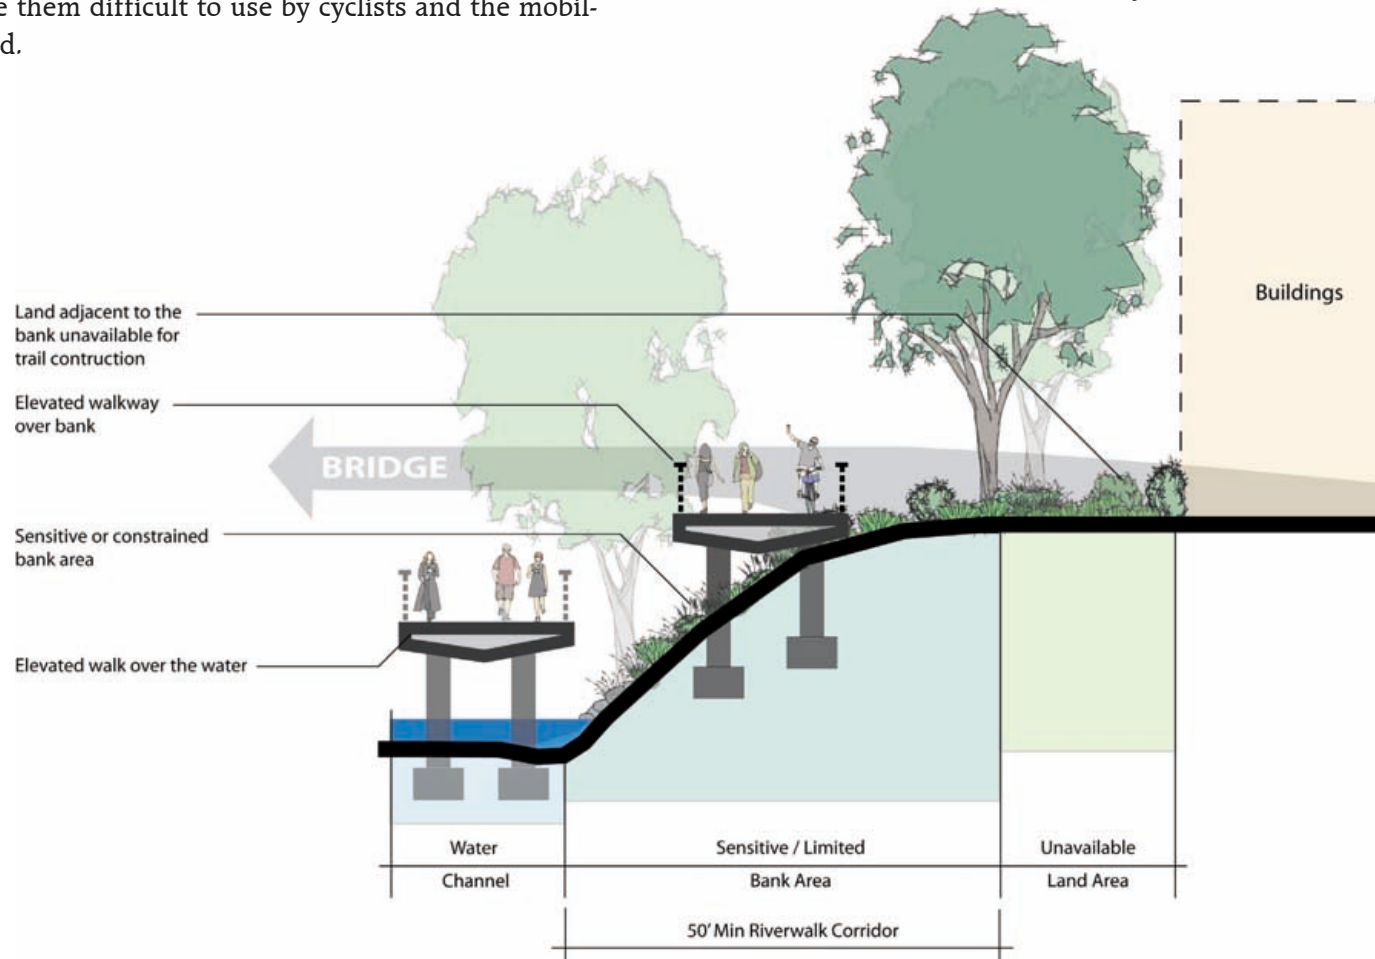 e them difficult to use by cyclists and the mobil-
d.
Buildings
Land adjacent to the
bank unavailable for
trail contruction
Elevated walkway
over bank
BRIDGE
Sensitive or constrained
bank area
Elevated walk over the water
Water
Channel
Sensitive / Limited
Bank Area
Unavailable
Land Area
50' Min Riverwalk Corridor